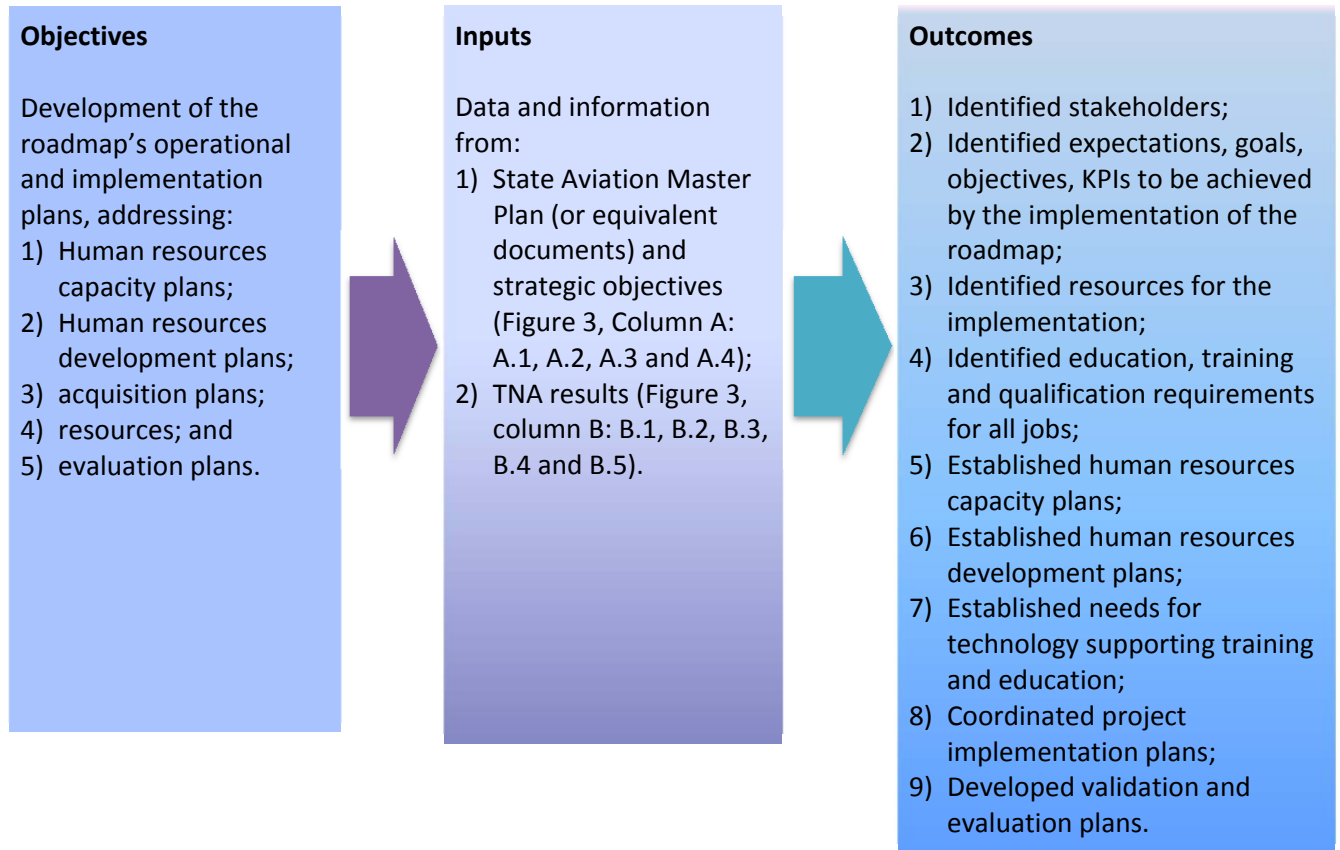 Objectives
Development of the
roadmap’s operational
and implementation
plans, addressing:
1) Human resources
capacity plans;
2) Human resources
development plans;
3) acquisition plans;
4) resources; and
5) evaluation plans.
Inputs
Data and information
from:
1) State Aviation Master
Plan (or equivalent
documents) and
strategic objectives
(Figure 3, Column A:
A.1, A.2, A.3 and A.4);
2) TNA results (Figure 3,
column B: B.1, B.2, B.3,
B.4 and B.5).
Outcomes
1) Identified stakeholders;
2) Identified expectations, goals,
objectives, KPIs to be achieved
by the implementation of the
roadmap;
3) Identified resources for the
implementation;
4) Identified education, training
and qualification requirements
for all jobs;
5) Established human resources
capacity plans;
6) Established human resources
development plans;
7) Established needs for
technology supporting training
and education;
8) Coordinated project
implementation plans;
9) Developed validation and
evaluation plans.